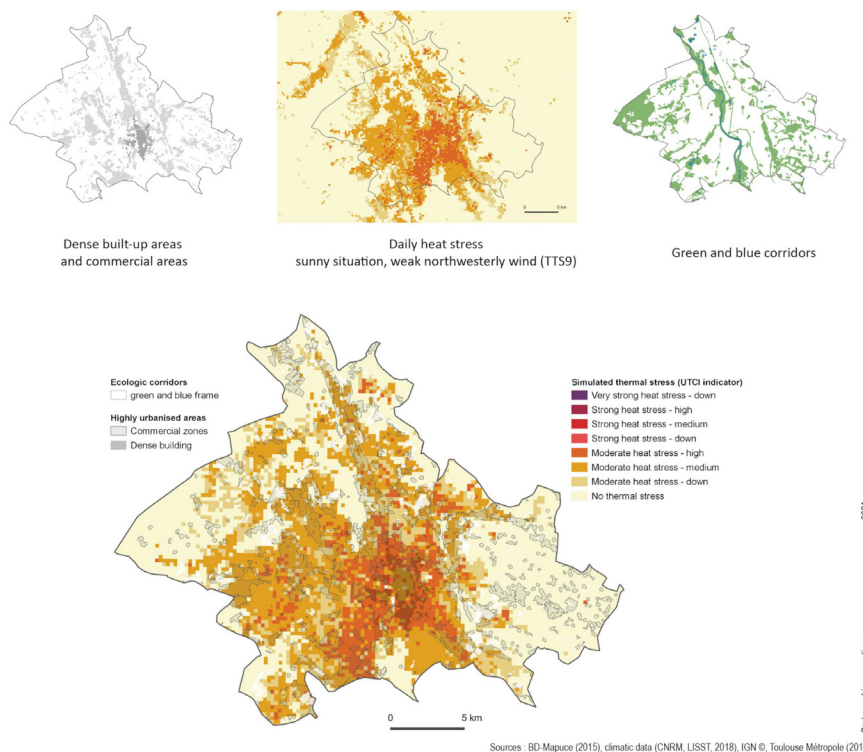 Dense built-up areas
and commercial areas
0 5 km
Daily heat stress
sunny situation, weak northwesterly wind (TTS9)
Green and blue corridors
Ecologic corridors
green and blue frame
Highly urbanised areas
Commercial zones
Dense building
Simulated thermal stress (UTCI indicator)
Very strong heat stress - down
Strong heat stress - high
Strong heat stress - medium
Strong heat stress - down
Moderate heat stress - high
Moderate heat stress - medium
Moderate heat stress - down
No thermal stress
0 5 km
Sources : BD-Mapuce (2015), climatic data (CNRM, LISST, 2018), IGN ©, Toulouse Métropole (201